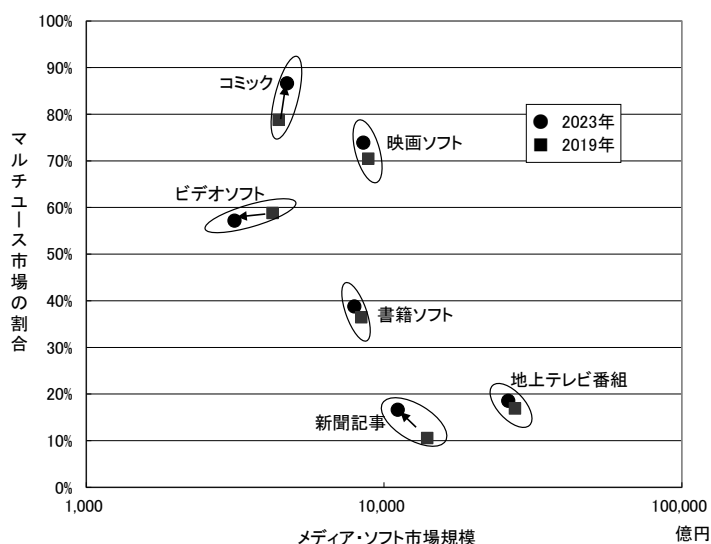 100%
90%
80%
70%
60%
50%
40%
30%
20%
10%
0%
マルチユース市場の割合
コミック
映画ソフト
ビデオソフト
書籍ソフト
地上テレビ番組
新聞記事
2023年
2019年
1,000
10,000
100,000
メディア・ソフト市場規模
億円